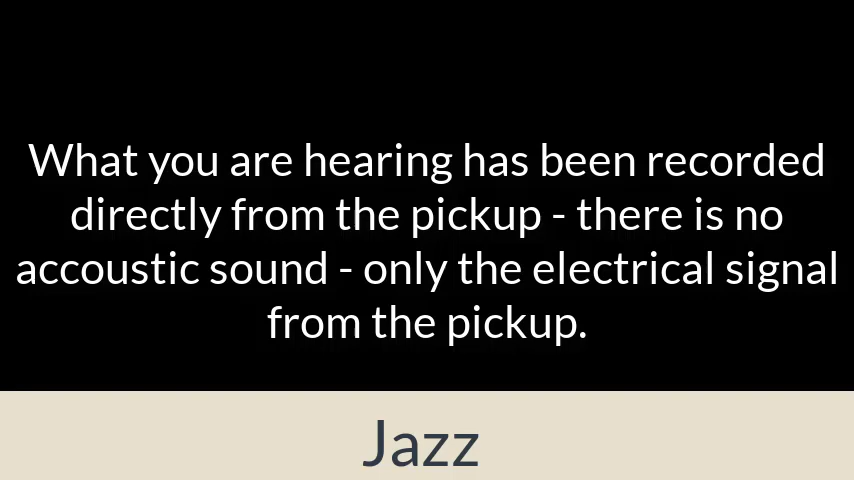 What you are hearing has been recorded
directly from the pickup - there is no
accoustic sound - only the electrical signal
from the pickup.
Jazz